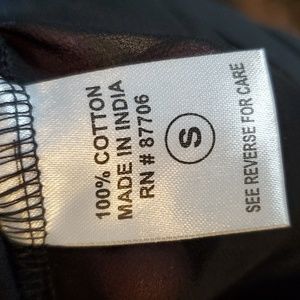 100% COTTON
MADE IN INDIA
RN # 87706
S
SEE REVERSE FOR CARE